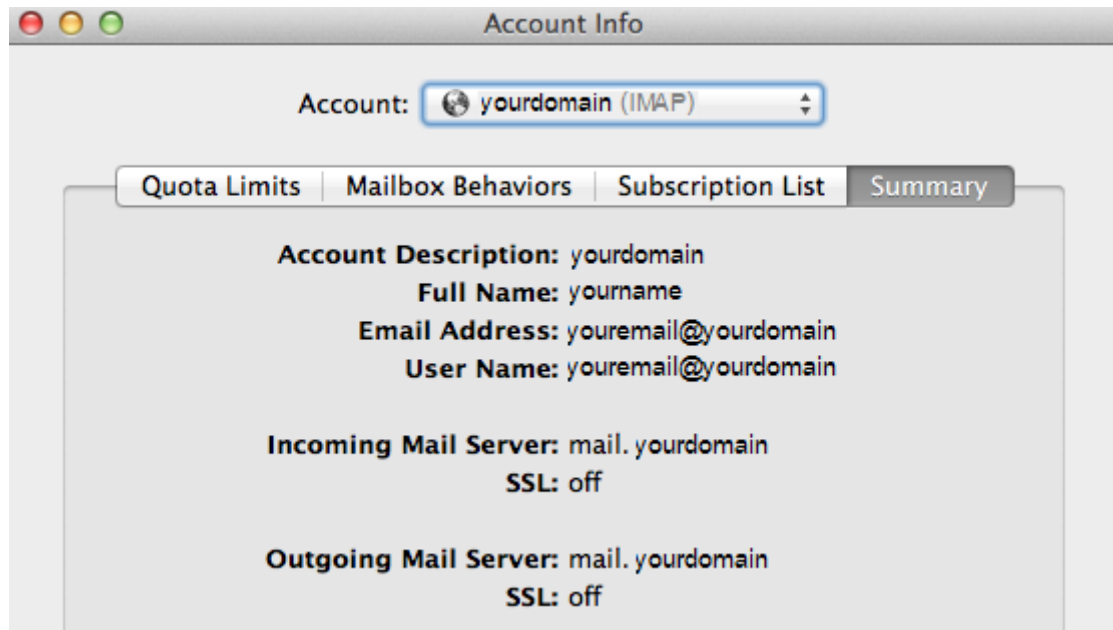 Account Info
Account: yourdomain (IMAP)
Quota Limits Mailbox Behaviors Subscription List Summary
Account Description: yourdomain
Full Name: yourname
Email Address: youremail@yourdomain
User Name: youremail@yourdomain
Incoming Mail Server: mail. yourdomain
SSL: off
Outgoing Mail Server: mail. yourdomain
SSL: off